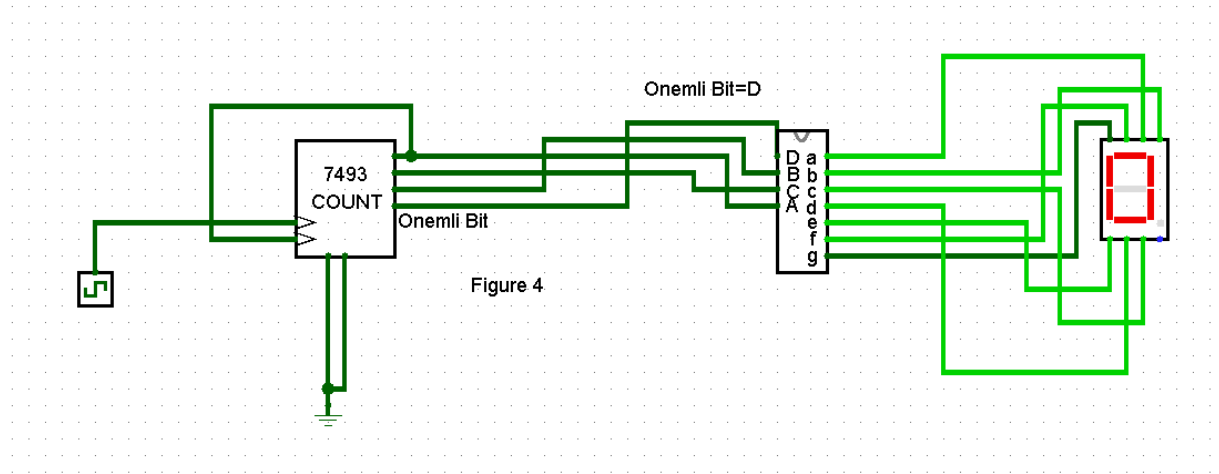 Onemli Bit=D
7493
COUNT
Onemli Bit
D a
B b
C c
A d
e
f
g
Figure 4